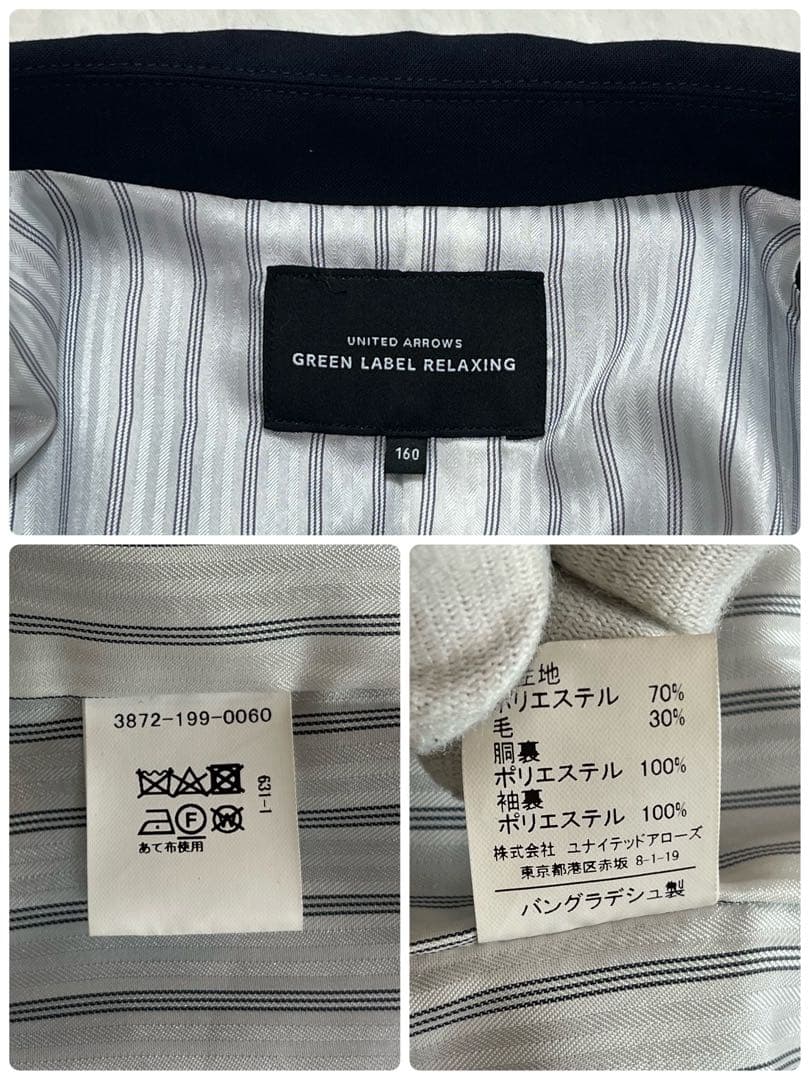 UNITED ARROWS
GREEN LABEL RELAXING
160
3872-199-0060
631-1
F W
あて布使用
地
ポリエステル 70%
毛 30%
胴裏
ポリエステル 100%
袖裏
ポリエステル 100%
株式会社 ユナイテッドアローズ
東京都港区赤坂 8-1-19
バングラデシュ製